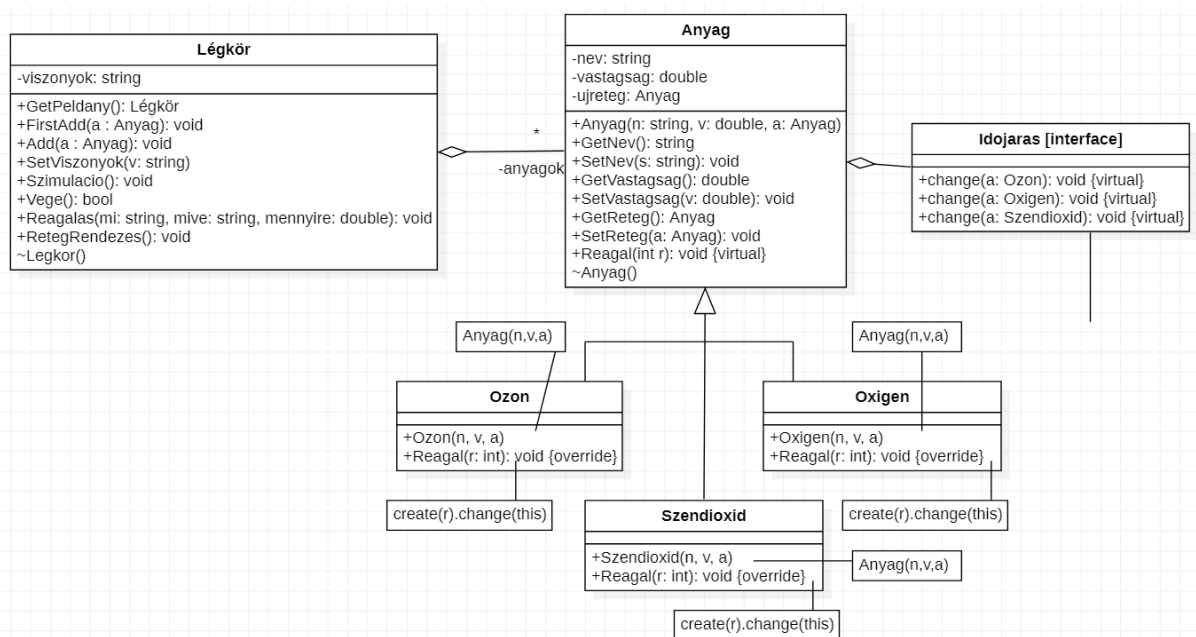 Légkör
-viszonyok: string
+GetPeldany(): Légkör
+FirstAdd(a : Anyag): void
+Add(a : Anyag): void
+SetViszonyok(v: string)
+Szimulacio(): void
+Vege(): bool
+Reagalas(mi: string, mive: string, mennyire: double): void
+RetegRendezes(): void
~Legkor()
*
-anyagok
Anyag
-nev: string
-vastagsag: double
-ujreteg: Anyag
+Anyag(n: string, v: double, a: Anyag)
+GetNev(): string
+SetNev(s: string): void
+GetVastagsag(): double
+SetVastagsag(v: double): void
+GetReteg(): Anyag
+SetReteg(a: Anyag): void
+Reagal(int r): void {virtual}
~Anyag()
Idojaras [interface]
+change(a: Ozon): void {virtual}
+change(a: Oxigen): void {virtual}
+change(a: Szendioxid): void {virtual}
Anyag(n,v,a)
Ozon
+Ozon(n, v, a)
+Reagal(r: int): void {override}
create(r).change(this)
Anyag(n,v,a)
Oxigen
+Oxigen(n, v, a)
+Reagal(r: int): void {override}
create(r).change(this)
Szendioxid
+Szendioxid(n, v, a)
+Reagal(r: int): void {override}
Anyag(n,v,a)
create(r).change(this)